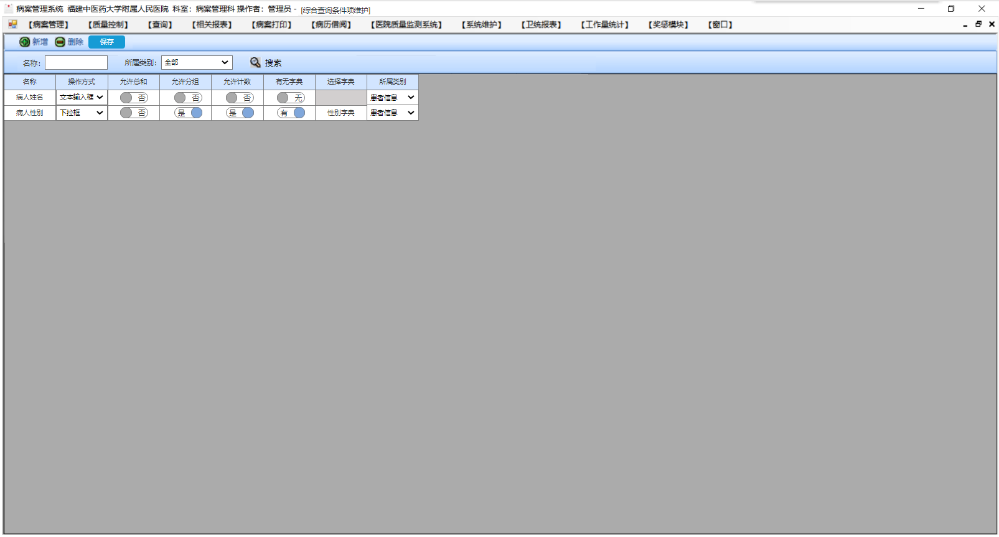 病案管理系统 福建中医药大学附属人民医院 科室：病案管理科 操作者：管理员 - [综合查询条件项维护]
【病案管理】 【质量控制】 【查询】 【相关报表】 【病案打印】 【病历借阅】 【医院质量监测系统】 【系统维护】 【卫统报表】 【工作量统计】 【奖惩模块】 【窗口】
新增 删除 保存
名称： 所属类别： 全部 搜索
名称 操作方式 允许总和 允许分组 允许计数 有无字典 选择字典 所属类别
病人姓名 文本输入框 否 否 否 无 患者信息
病人性别 下拉框 否 是 是 有 性别字典 患者信息